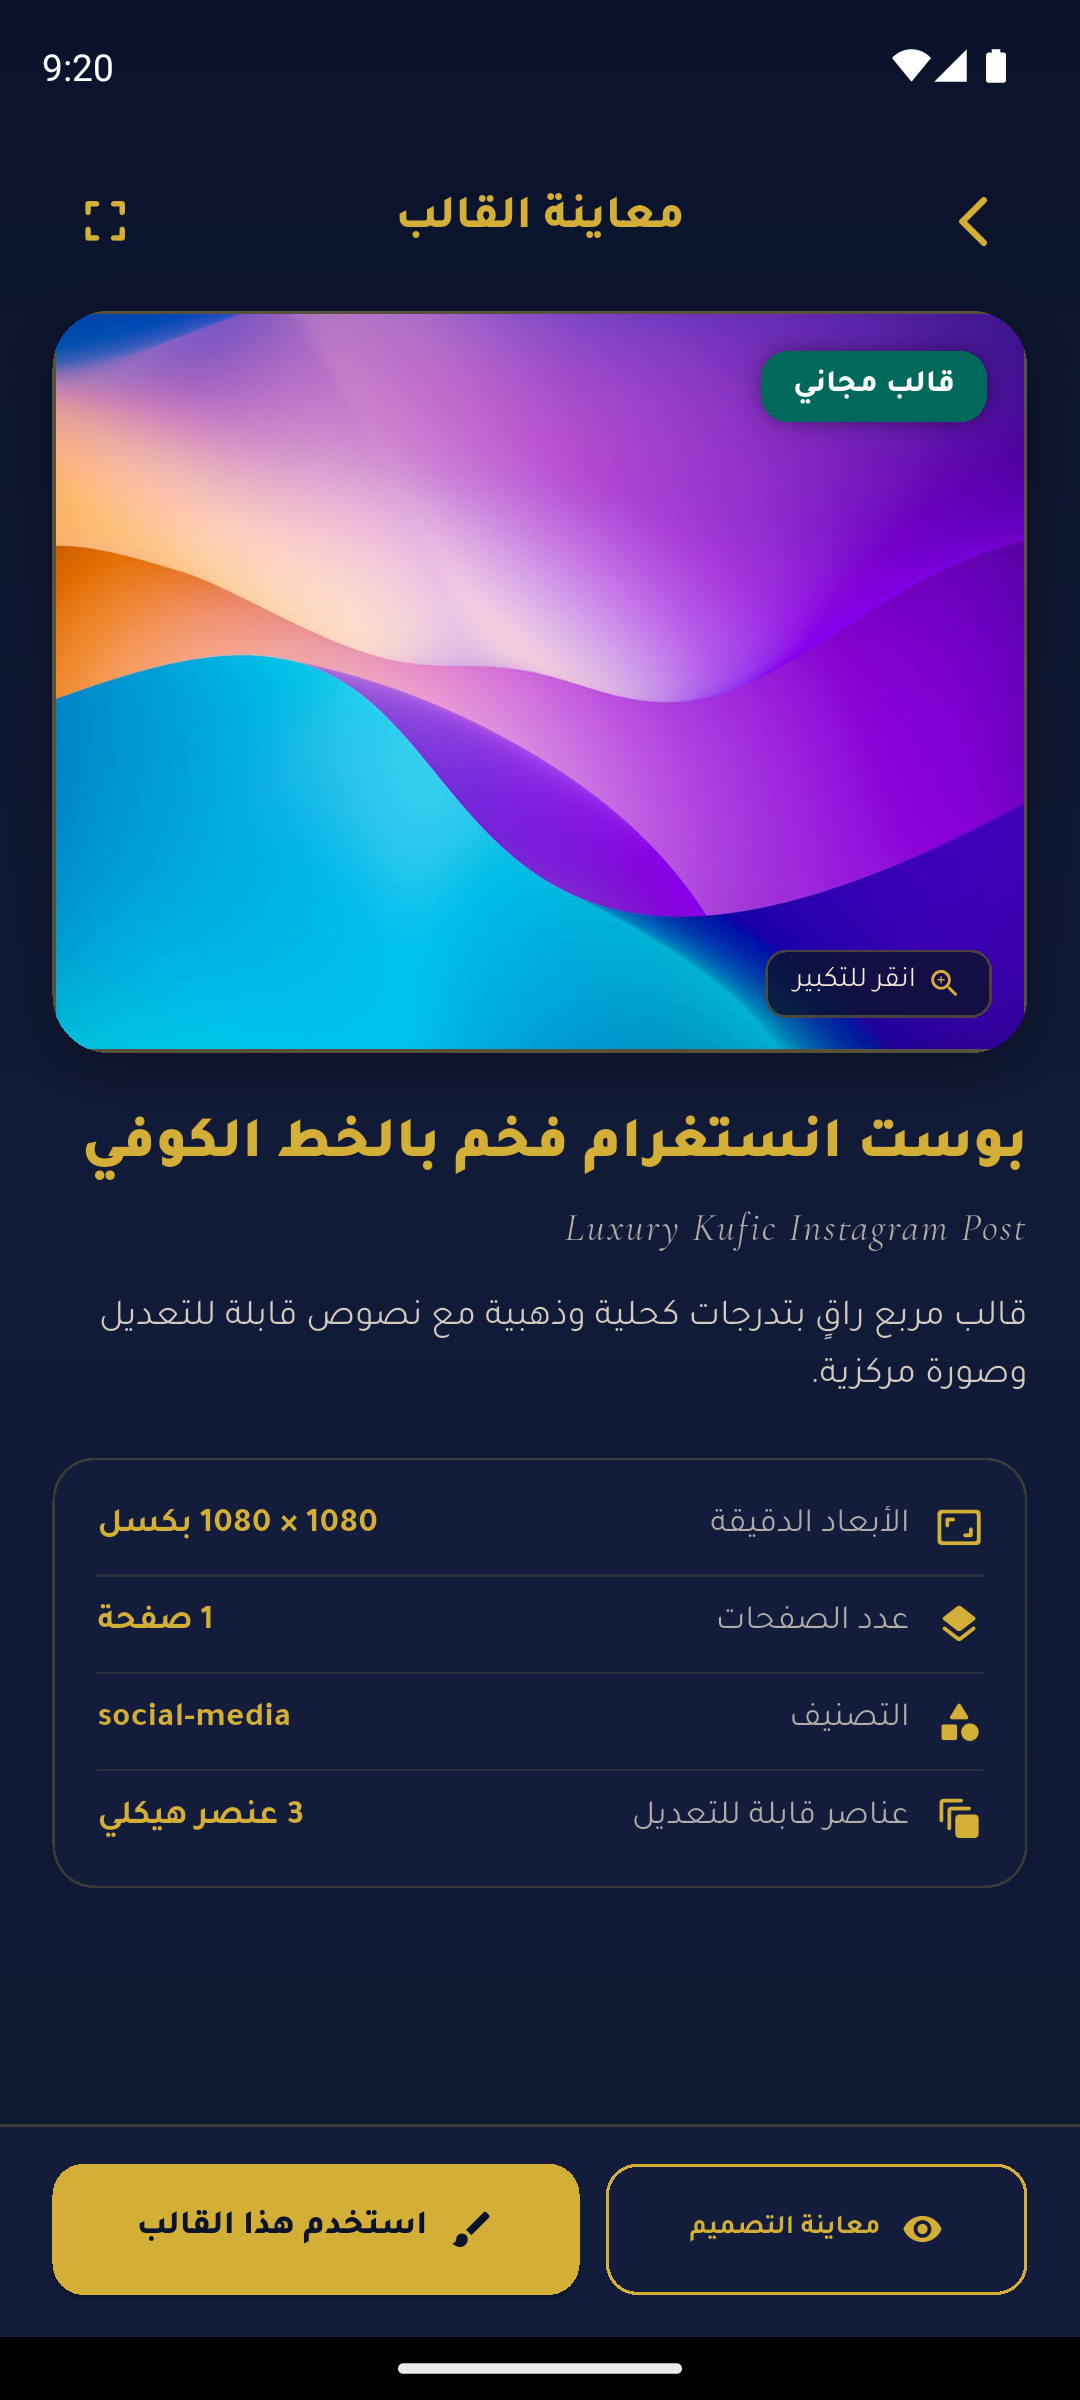 9:20
معاينة القالب
قالب مجاني
انقر للتكبير
بوست انستغرام فخم بالخط الكوفي
Luxury Kufic Instagram Post
قالب مربع راقٍ بتدرجات كحلية وذهبية مع نصوص قابلة للتعديل
وصورة مركزية.
الأبعاد الدقيقة 1080 × 1080 بكسل
عدد الصفحات 1 صفحة
التصنيف social-media
عناصر قابلة للتعديل 3 عنصر هيكلي
معاينة التصميم استخدم هذا القالب